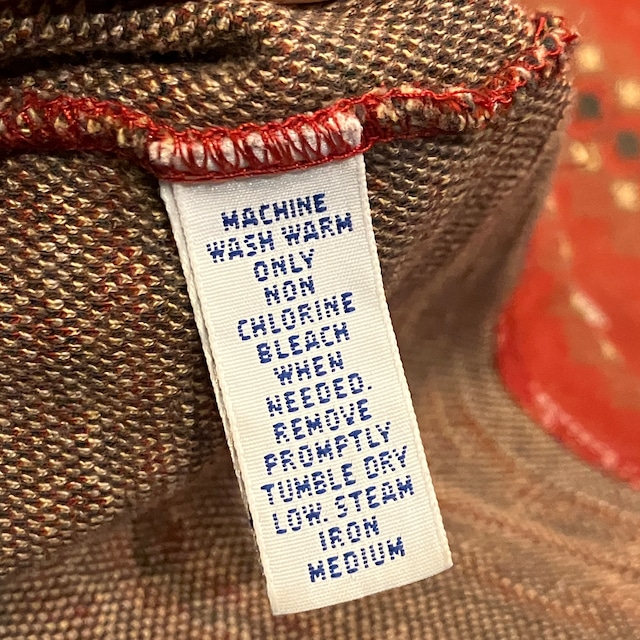 MACHINE
WASH WARM
ONLY
NON
CHLORINE
BLEACH
WHEN
NEEDED.
REMOVE
PROMPTLY
TUMBLE DRY
LOW. STEAM
IRON
MEDIUM